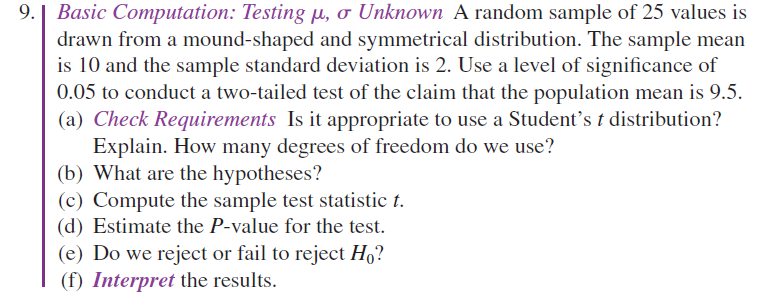 9. Basic Computation: Testing μ, σ Unknown A random sample of 25 values is
drawn from a mound-shaped and symmetrical distribution. The sample mean
is 10 and the sample standard deviation is 2. Use a level of significance of
0.05 to conduct a two-tailed test of the claim that the population mean is 9.5.
(a) Check Requirements Is it appropriate to use a Student's t distribution?
Explain. How many degrees of freedom do we use?
(b) What are the hypotheses?
(c) Compute the sample test statistic t.
(d) Estimate the P-value for the test.
(e) Do we reject or fail to reject H₀?
(f) Interpret the results.